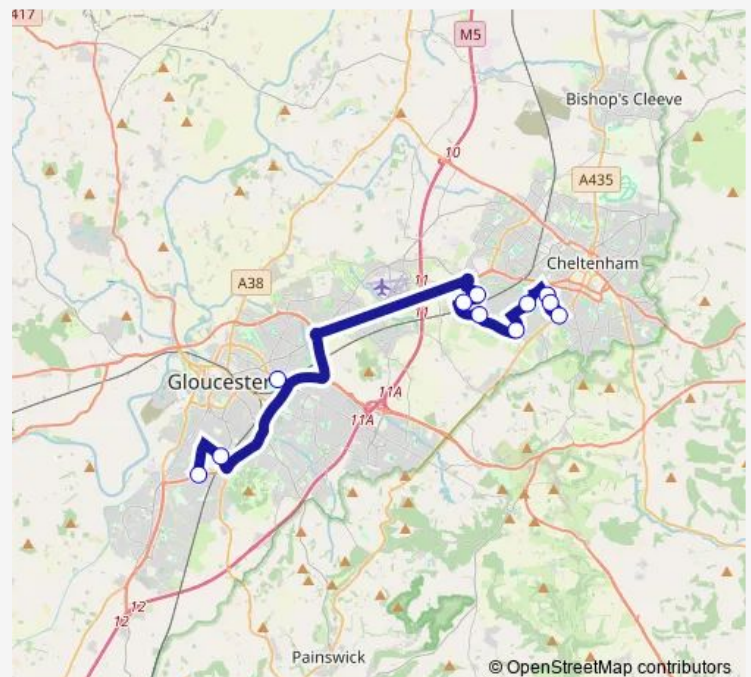 417
M5
Bishop's Cleeve
10
A435
Cheltenham
A38
11
11
Gloucester
11A
11A
12
12
Painswick
© OpenStreetMap contributors